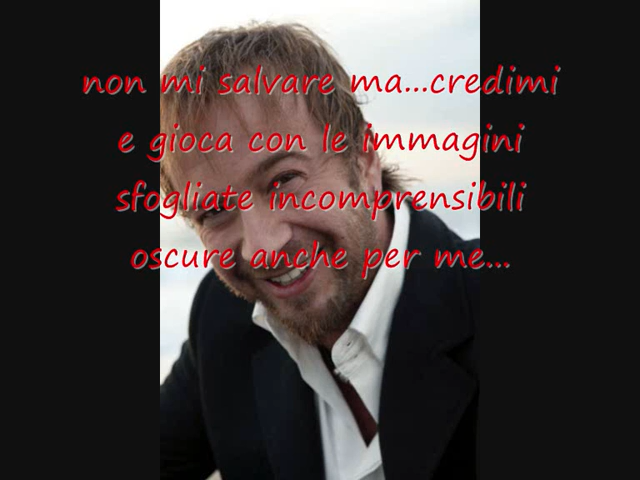 non mi salvare ma...credimi
e gioca con le immagini
sfogliate incomprensibili
oscure anche per me...